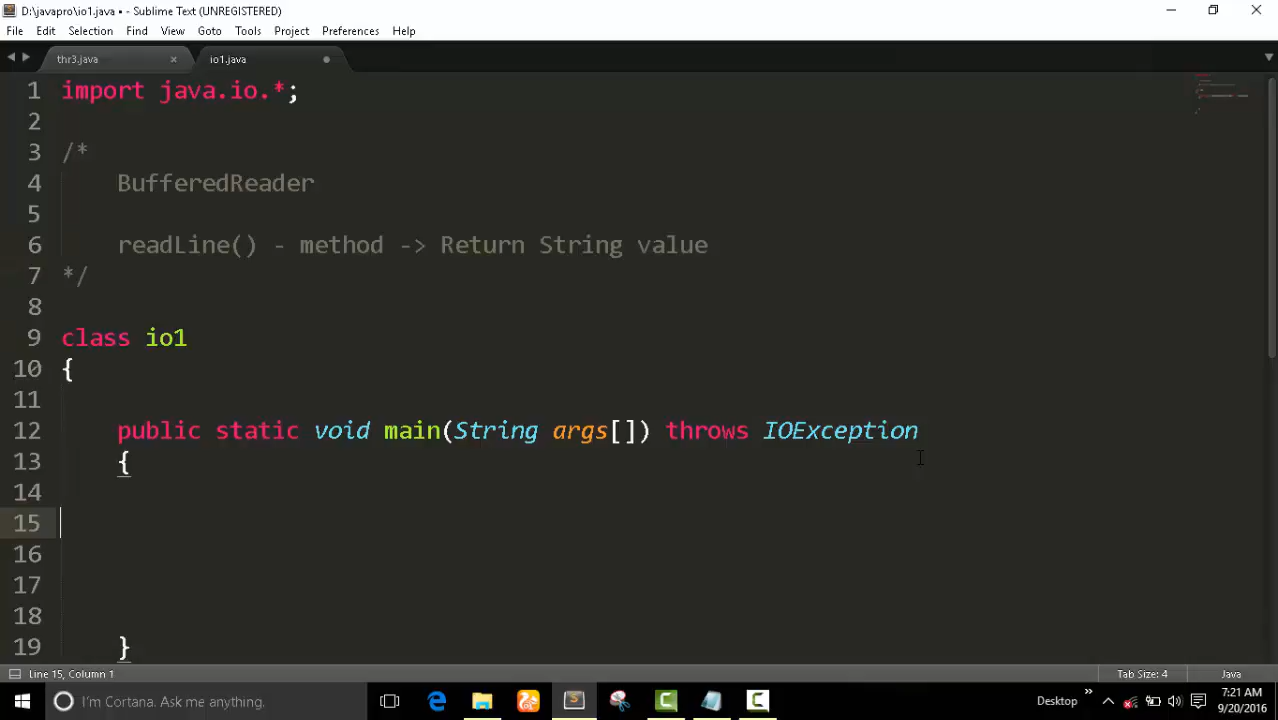 D:\javapro\io1.java • - Sublime Text (UNREGISTERED)
File Edit Selection Find View Goto Tools Project Preferences Help
thr3.java × io1.java
1 import java.io.*;
2
3 /*
4 BufferedReader
5
6 readLine() - method -> Return String value
7 */
8
9 class io1
10 {
11
12 public static void main(String args[]) throws IOException
13 {
14
15
16
17
18
19 }
Line 15, Column 1 Tab Size: 4 Java
I'm Cortana. Ask me anything. Desktop 7:21 AM
9/20/2016